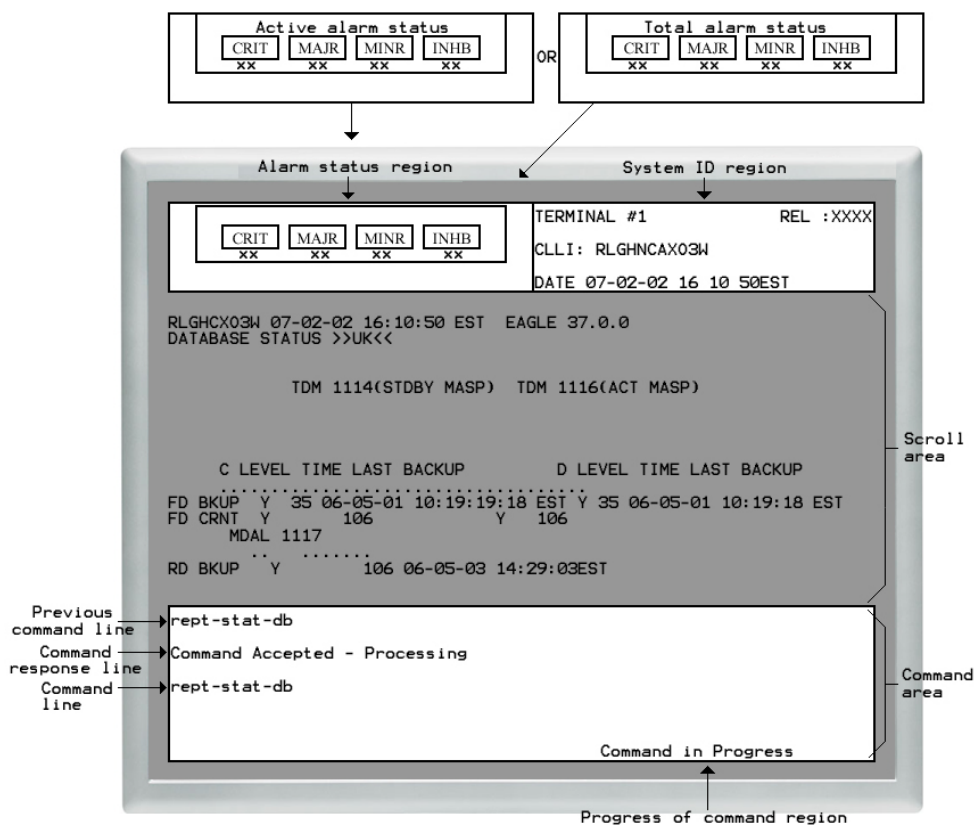 Active alarm status
CRIT MAJR MINR INHB
xx xx xx xx
OR
Total alarm status
CRIT MAJR MINR INHB
xx xx xx xx
Alarm status region
System ID region
CRIT MAJR MINR INHB
xx xx xx xx
TERMINAL #1 REL :XXXX
CLLI: RLGHNCAXO3W
DATE 07-02-02 16 10 50EST
RLGHCXO3W 07-02-02 16:10:50 EST EAGLE 37.0.0
DATABASE STATUS >>UK<<
TDM 1114(STDBY MASP) TDM 1116(ACT MASP)
C LEVEL TIME LAST BACKUP D LEVEL TIME LAST BACKUP
FD BKUP Y 35 06-05-01 10:19:19:18 EST Y 35 06-05-01 10:19:18 EST
FD CRNT Y 106 Y 106
MDAL 1117
RD BKUP Y 106 06-05-03 14:29:03EST
Scroll
area
Previous
command line
rept-stat-db
Command
response line
Command Accepted - Processing
Command
line
rept-stat-db
Command
area
Command in Progress
Progress of command region